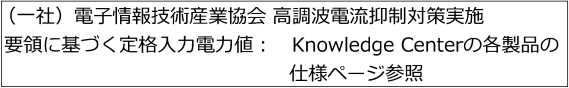 （一社）電子情報技術産業協会 高調波電流抑制対策実施
要領に基づく定格入力電力値： Knowledge Centerの各製品の
仕様ページ参照